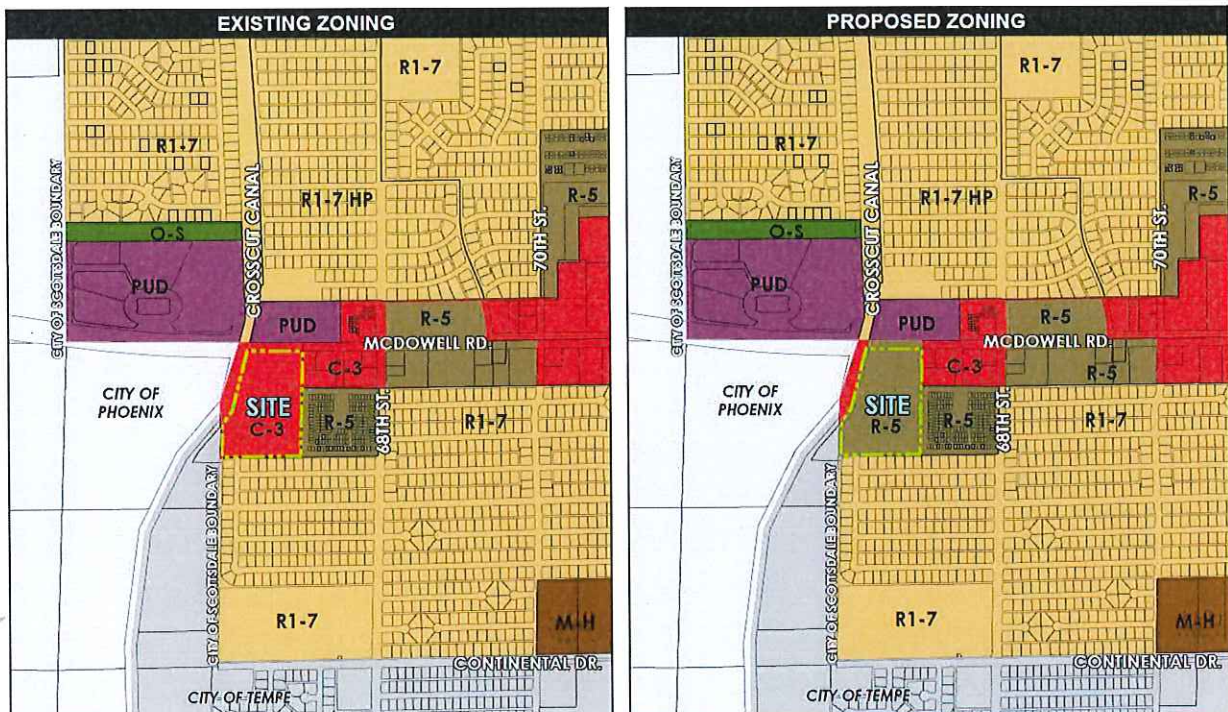 EXISTING ZONING
R1-7
R1-7
CITY OF SCOTTSDALE BOUNDARY
CROSSCUT CANAL
R1-7 HP
R-5
70TH ST.
O-S
PUD
PUD
R-5
MCDOWELL RD.
C-3
CITY OF
PHOENIX
SITE
C-3
R-5
68TH ST.
R1-7
CITY OF SCOTTSDALE BOUNDARY
R1-7
M-H
CONTINENTAL DR.
CITY OF TEMPE
PROPOSED ZONING
R1-7
R1-7
CITY OF SCOTTSDALE BOUNDARY
CROSSCUT CANAL
R1-7 HP
R-5
70TH ST.
O-S
PUD
PUD
R-5
MCDOWELL RD.
C-3
R-5
CITY OF
PHOENIX
SITE
R-5
R-5
68TH ST.
R1-7
CITY OF SCOTTSDALE BOUNDARY
R1-7
M-H
CONTINENTAL DR.
CITY OF TEMPE